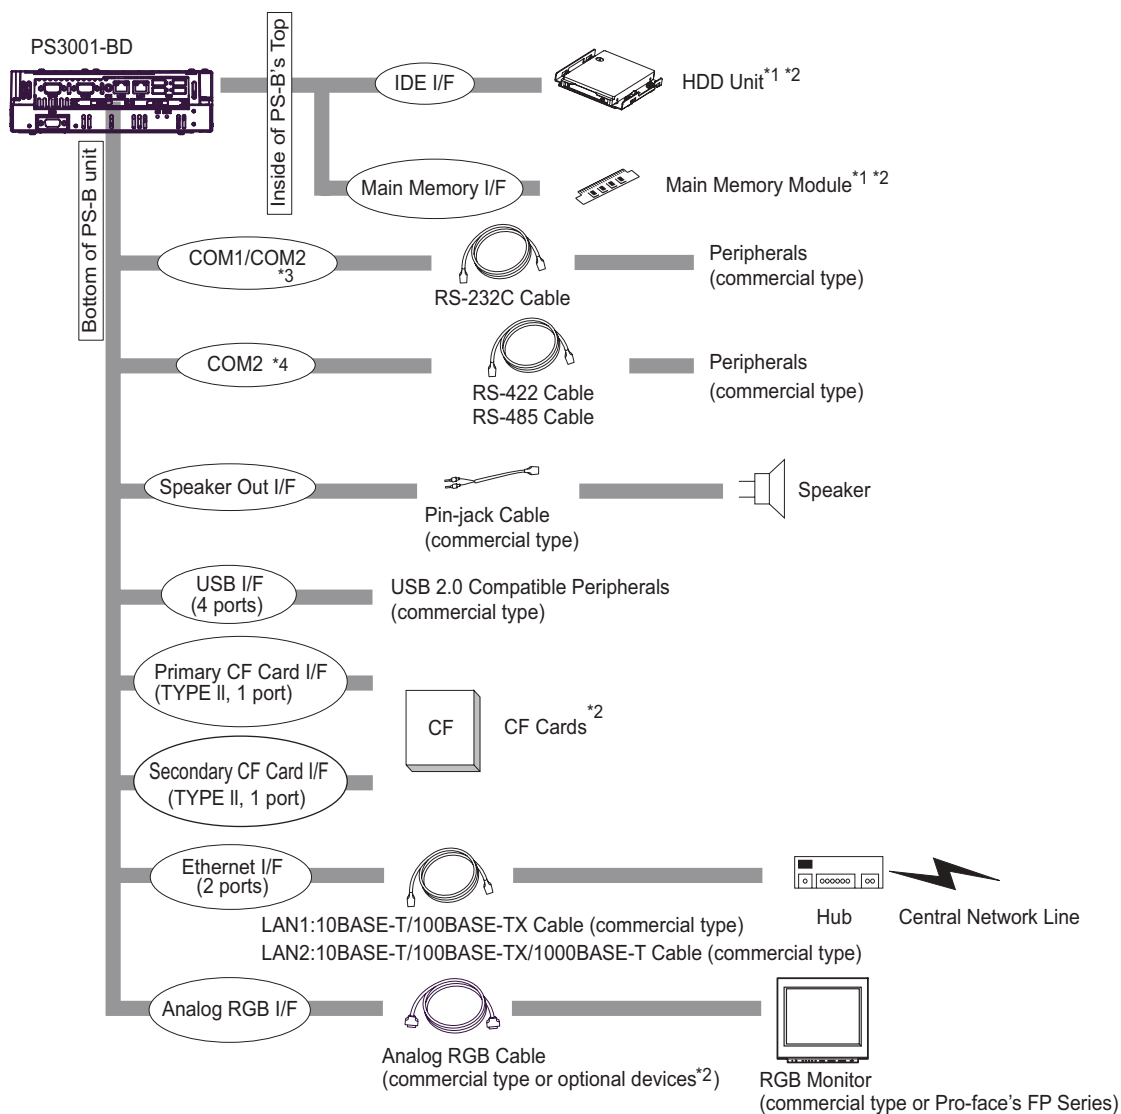 PS3001-BD
Inside of PS-B's Top
IDE I/F
HDD Unit*1 *2
Main Memory I/F
Main Memory Module*1 *2
Bottom of PS-B unit
COM1/COM2
*3
RS-232C Cable
Peripherals
(commercial type)
COM2 *4
RS-422 Cable
RS-485 Cable
Peripherals
(commercial type)
Speaker Out I/F
Pin-jack Cable
(commercial type)
Speaker
USB I/F
(4 ports)
USB 2.0 Compatible Peripherals
(commercial type)
Primary CF Card I/F
(TYPE II, 1 port)
CF
CF Cards*2
Secondary CF Card I/F
(TYPE II, 1 port)
Ethernet I/F
(2 ports)
LAN1:10BASE-T/100BASE-TX Cable (commercial type)
LAN2:10BASE-T/100BASE-TX/1000BASE-T Cable (commercial type)
Hub
Central Network Line
Analog RGB I/F
Analog RGB Cable
(commercial type or optional devices*2)
RGB Monitor
(commercial type or Pro-face's FP Series)